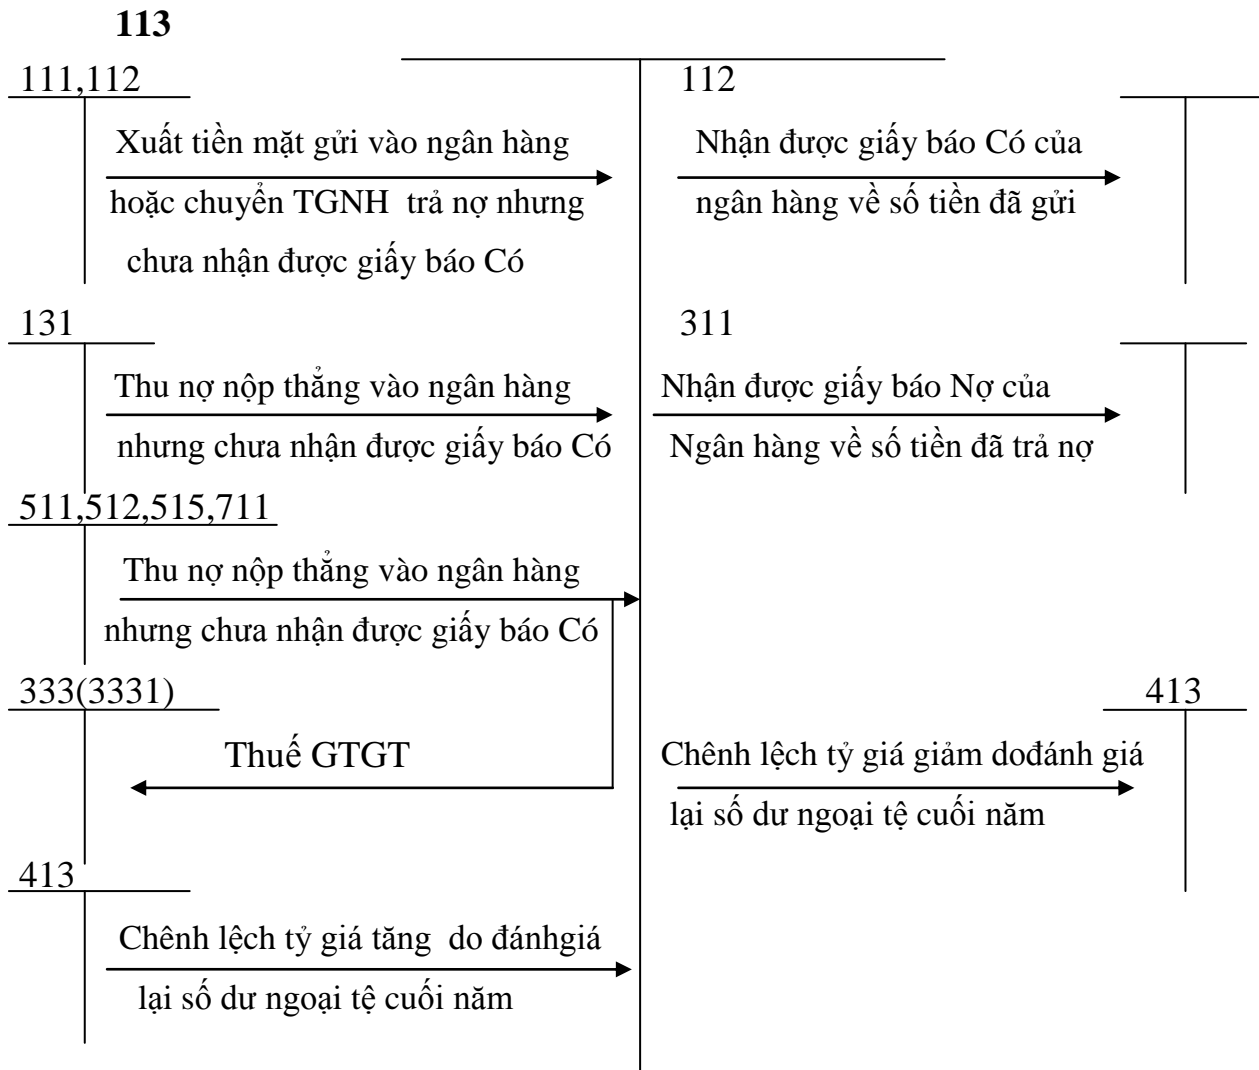 113
111,112
112
Xuất tiền mặt gửi vào ngân hàng
hoặc chuyển TGNH trả nợ nhưng
chưa nhận được giấy báo Có
Nhận được giấy báo Có của
ngân hàng về số tiền đã gửi
131
311
Thu nợ nộp thẳng vào ngân hàng
nhưng chưa nhận được giấy báo Có
Nhận được giấy báo Nợ của
Ngân hàng về số tiền đã trả nợ
511,512,515,711
Thu nợ nộp thẳng vào ngân hàng
nhưng chưa nhận được giấy báo Có
333(3331)
413
Thuế GTGT
Chênh lệch tỷ giá giảm dođánh giá
lại số dư ngoại tệ cuối năm
413
Chênh lệch tỷ giá tăng do đánhgiá
lại số dư ngoại tệ cuối năm